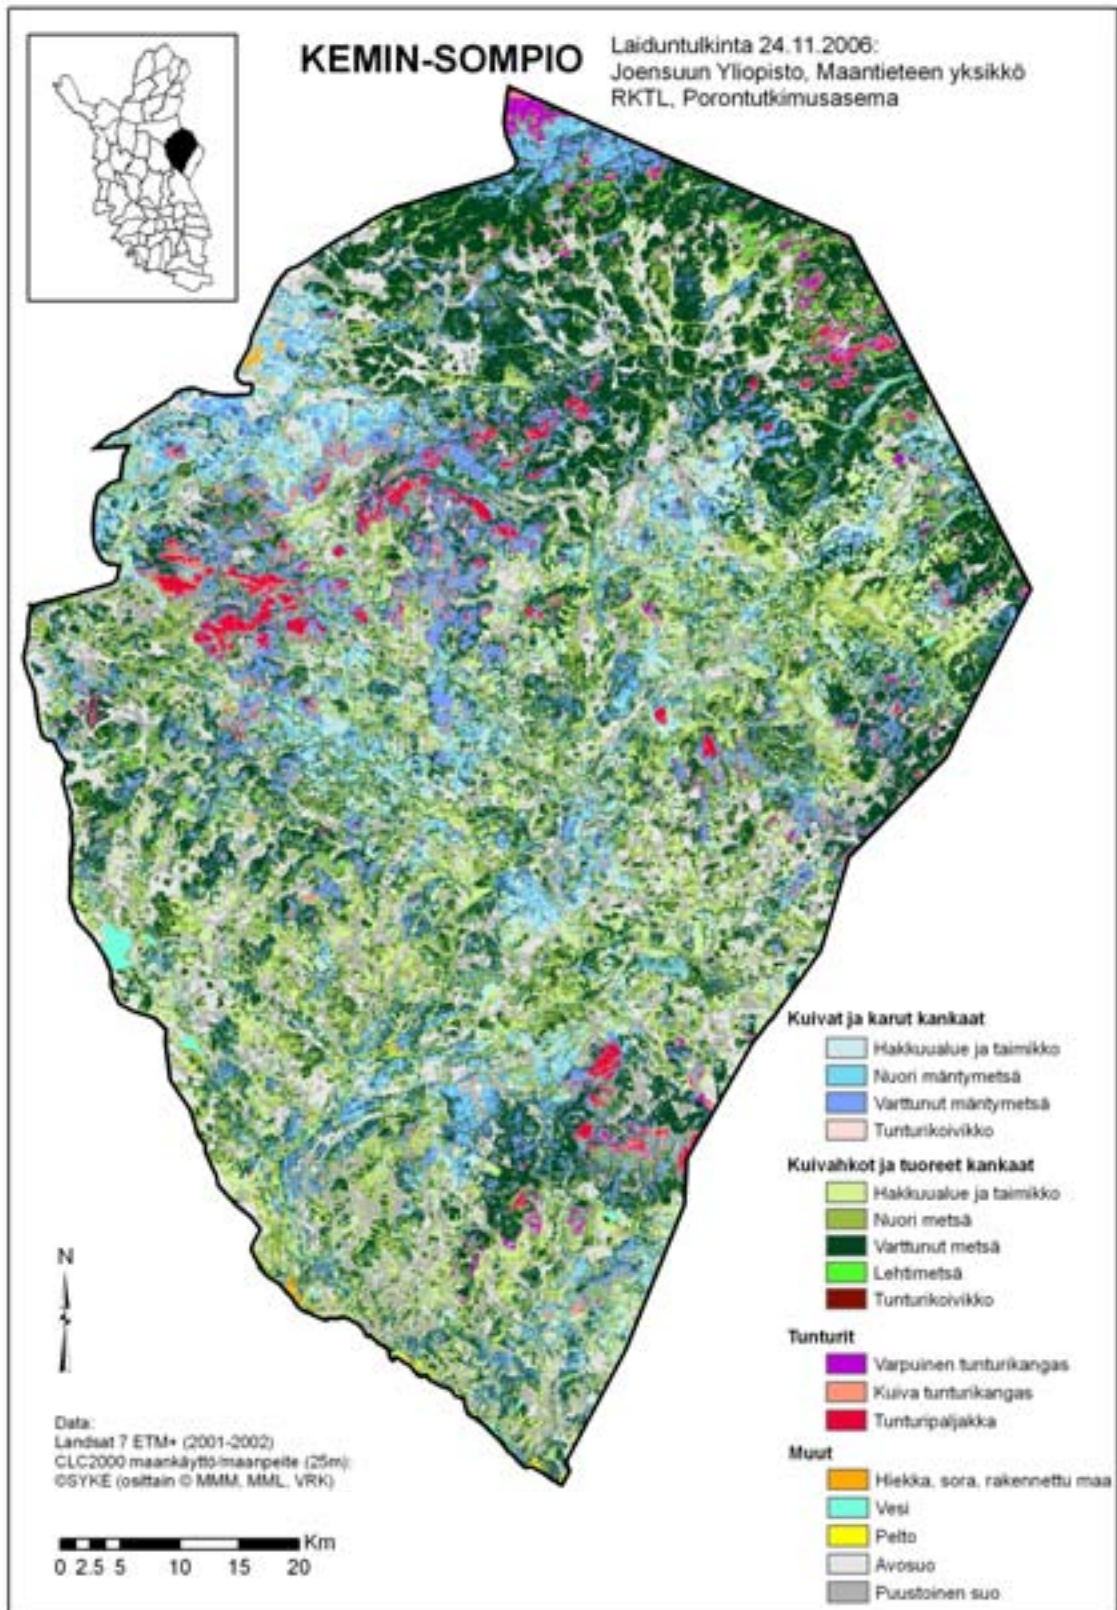 KEMIN-SOMPIO
Laiduntulkinta 24.11.2006:
Joensuun Yliopisto, Maantieteen yksikkö
RKTL, Porontutkimusasema
Kuivat ja karut kankaat
Hakkuualue ja taimikko
Nuori mäntymetsä
Varttunut mäntymetsä
Tunturikoivikko
Kuivahkot ja tuoreet kankaat
Hakkuualue ja taimikko
Nuori metsä
Varttunut metsä
Lehtimetsä
Tunturikoivikko
Tunturit
Varpuinen tunturikangas
Kuiva tunturikangas
Tunturipaljakka
Muut
Hiekka, sora, rakennettu maa
Vesi
Pelto
Avosuo
Puustoinen suo
N
Data:
Landsat 7 ETM+ (2001-2002)
CLC2000 maankäyttö/maanpeite (25m):
©SYKE (osittain © MMM, MML, VRK)
Km
0 2.5 5 10 15 20